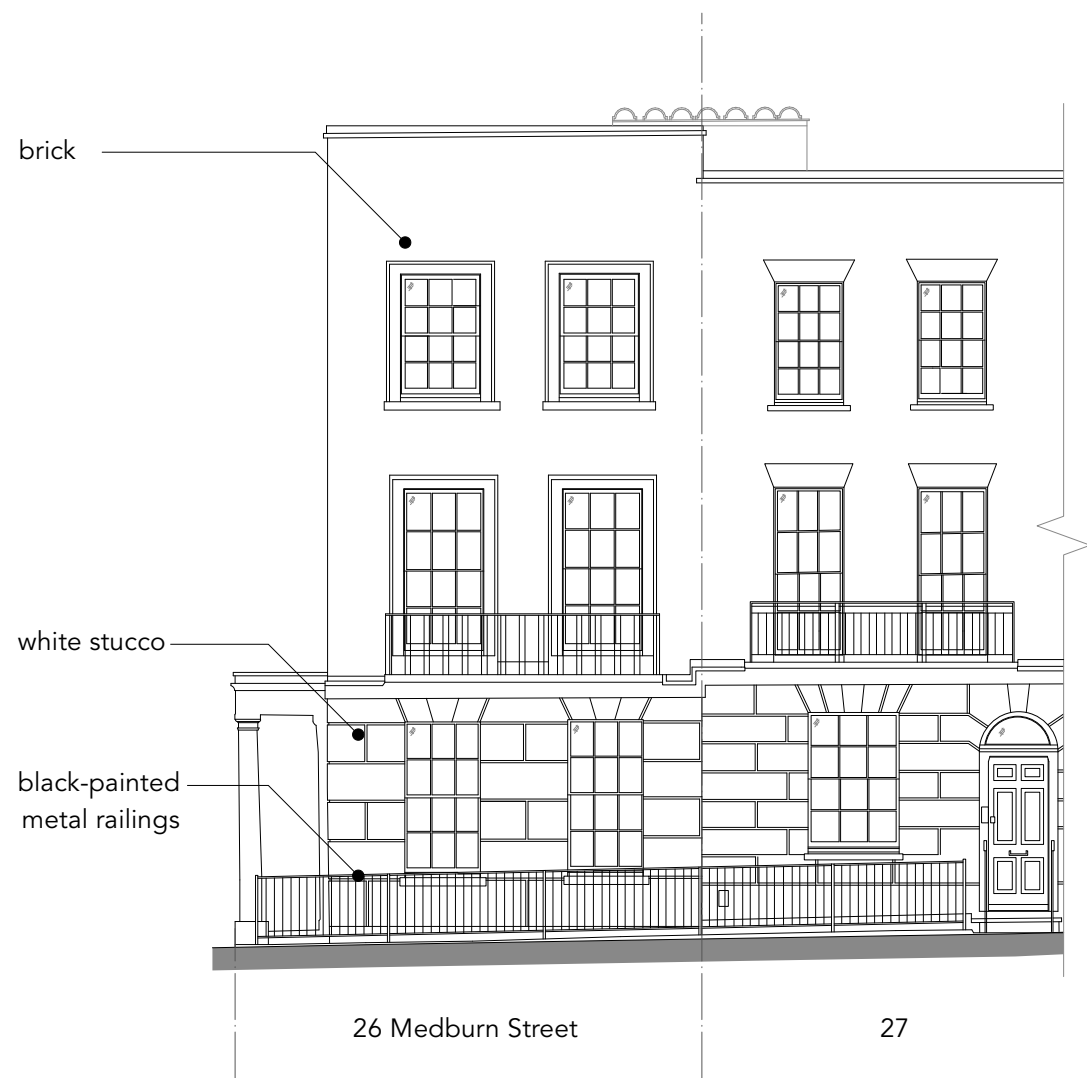 brick
white stucco
black-painted
metal railings
26 Medburn Street
27